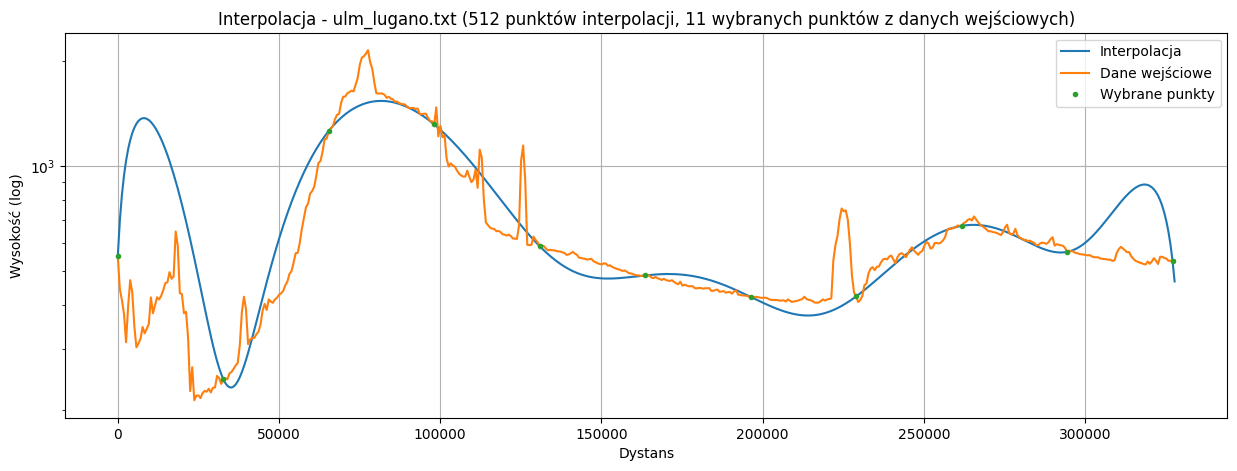 Interpolacja - ulm_lugano.txt (512 punktów interpolacji, 11 wybranych punktów z danych wejściowych)
Interpolacja
Dane wejściowe
Wybrane punkty
Wysokość (log)
10³
0 50000 100000 150000 200000 250000 300000
Dystans